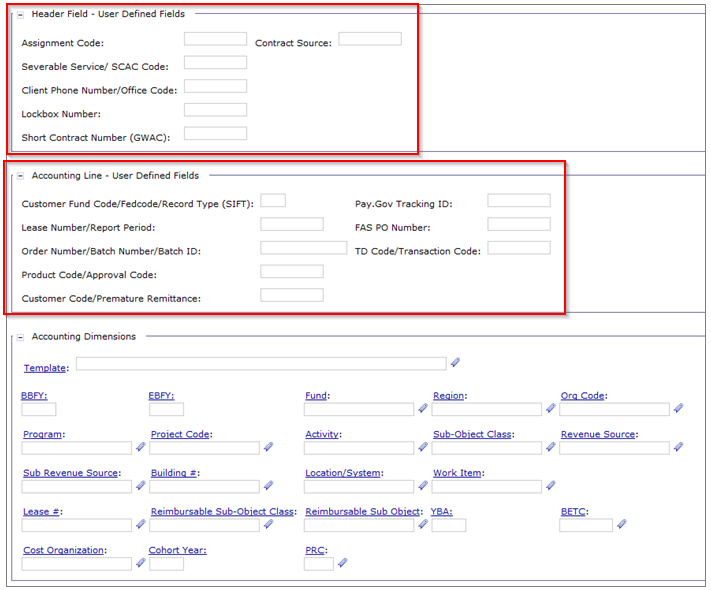 Header Field - User Defined Fields
Assignment Code: Contract Source:
Severable Service/ SCAC Code:
Client Phone Number/Office Code:
Lockbox Number:
Short Contract Number (GWAC):
Accounting Line - User Defined Fields
Customer Fund Code/Fedcode/Record Type (SIFT): Pay.Gov Tracking ID:
Lease Number/Report Period: FAS PO Number:
Order Number/Batch Number/Batch ID: TD Code/Transaction Code:
Product Code/Approval Code:
Customer Code/Premature Remittance:
Accounting Dimensions
Template:
BBFY: EBFY: Fund: Region: Org Code:
Program: Project Code: Activity: Sub-Object Class: Revenue Source:
Sub Revenue Source: Building #: Location/System: Work Item:
Lease #: Reimbursable Sub-Object Class: Reimbursable Sub Object: YBA: BETC:
Cost Organization: Cohort Year: PRC: